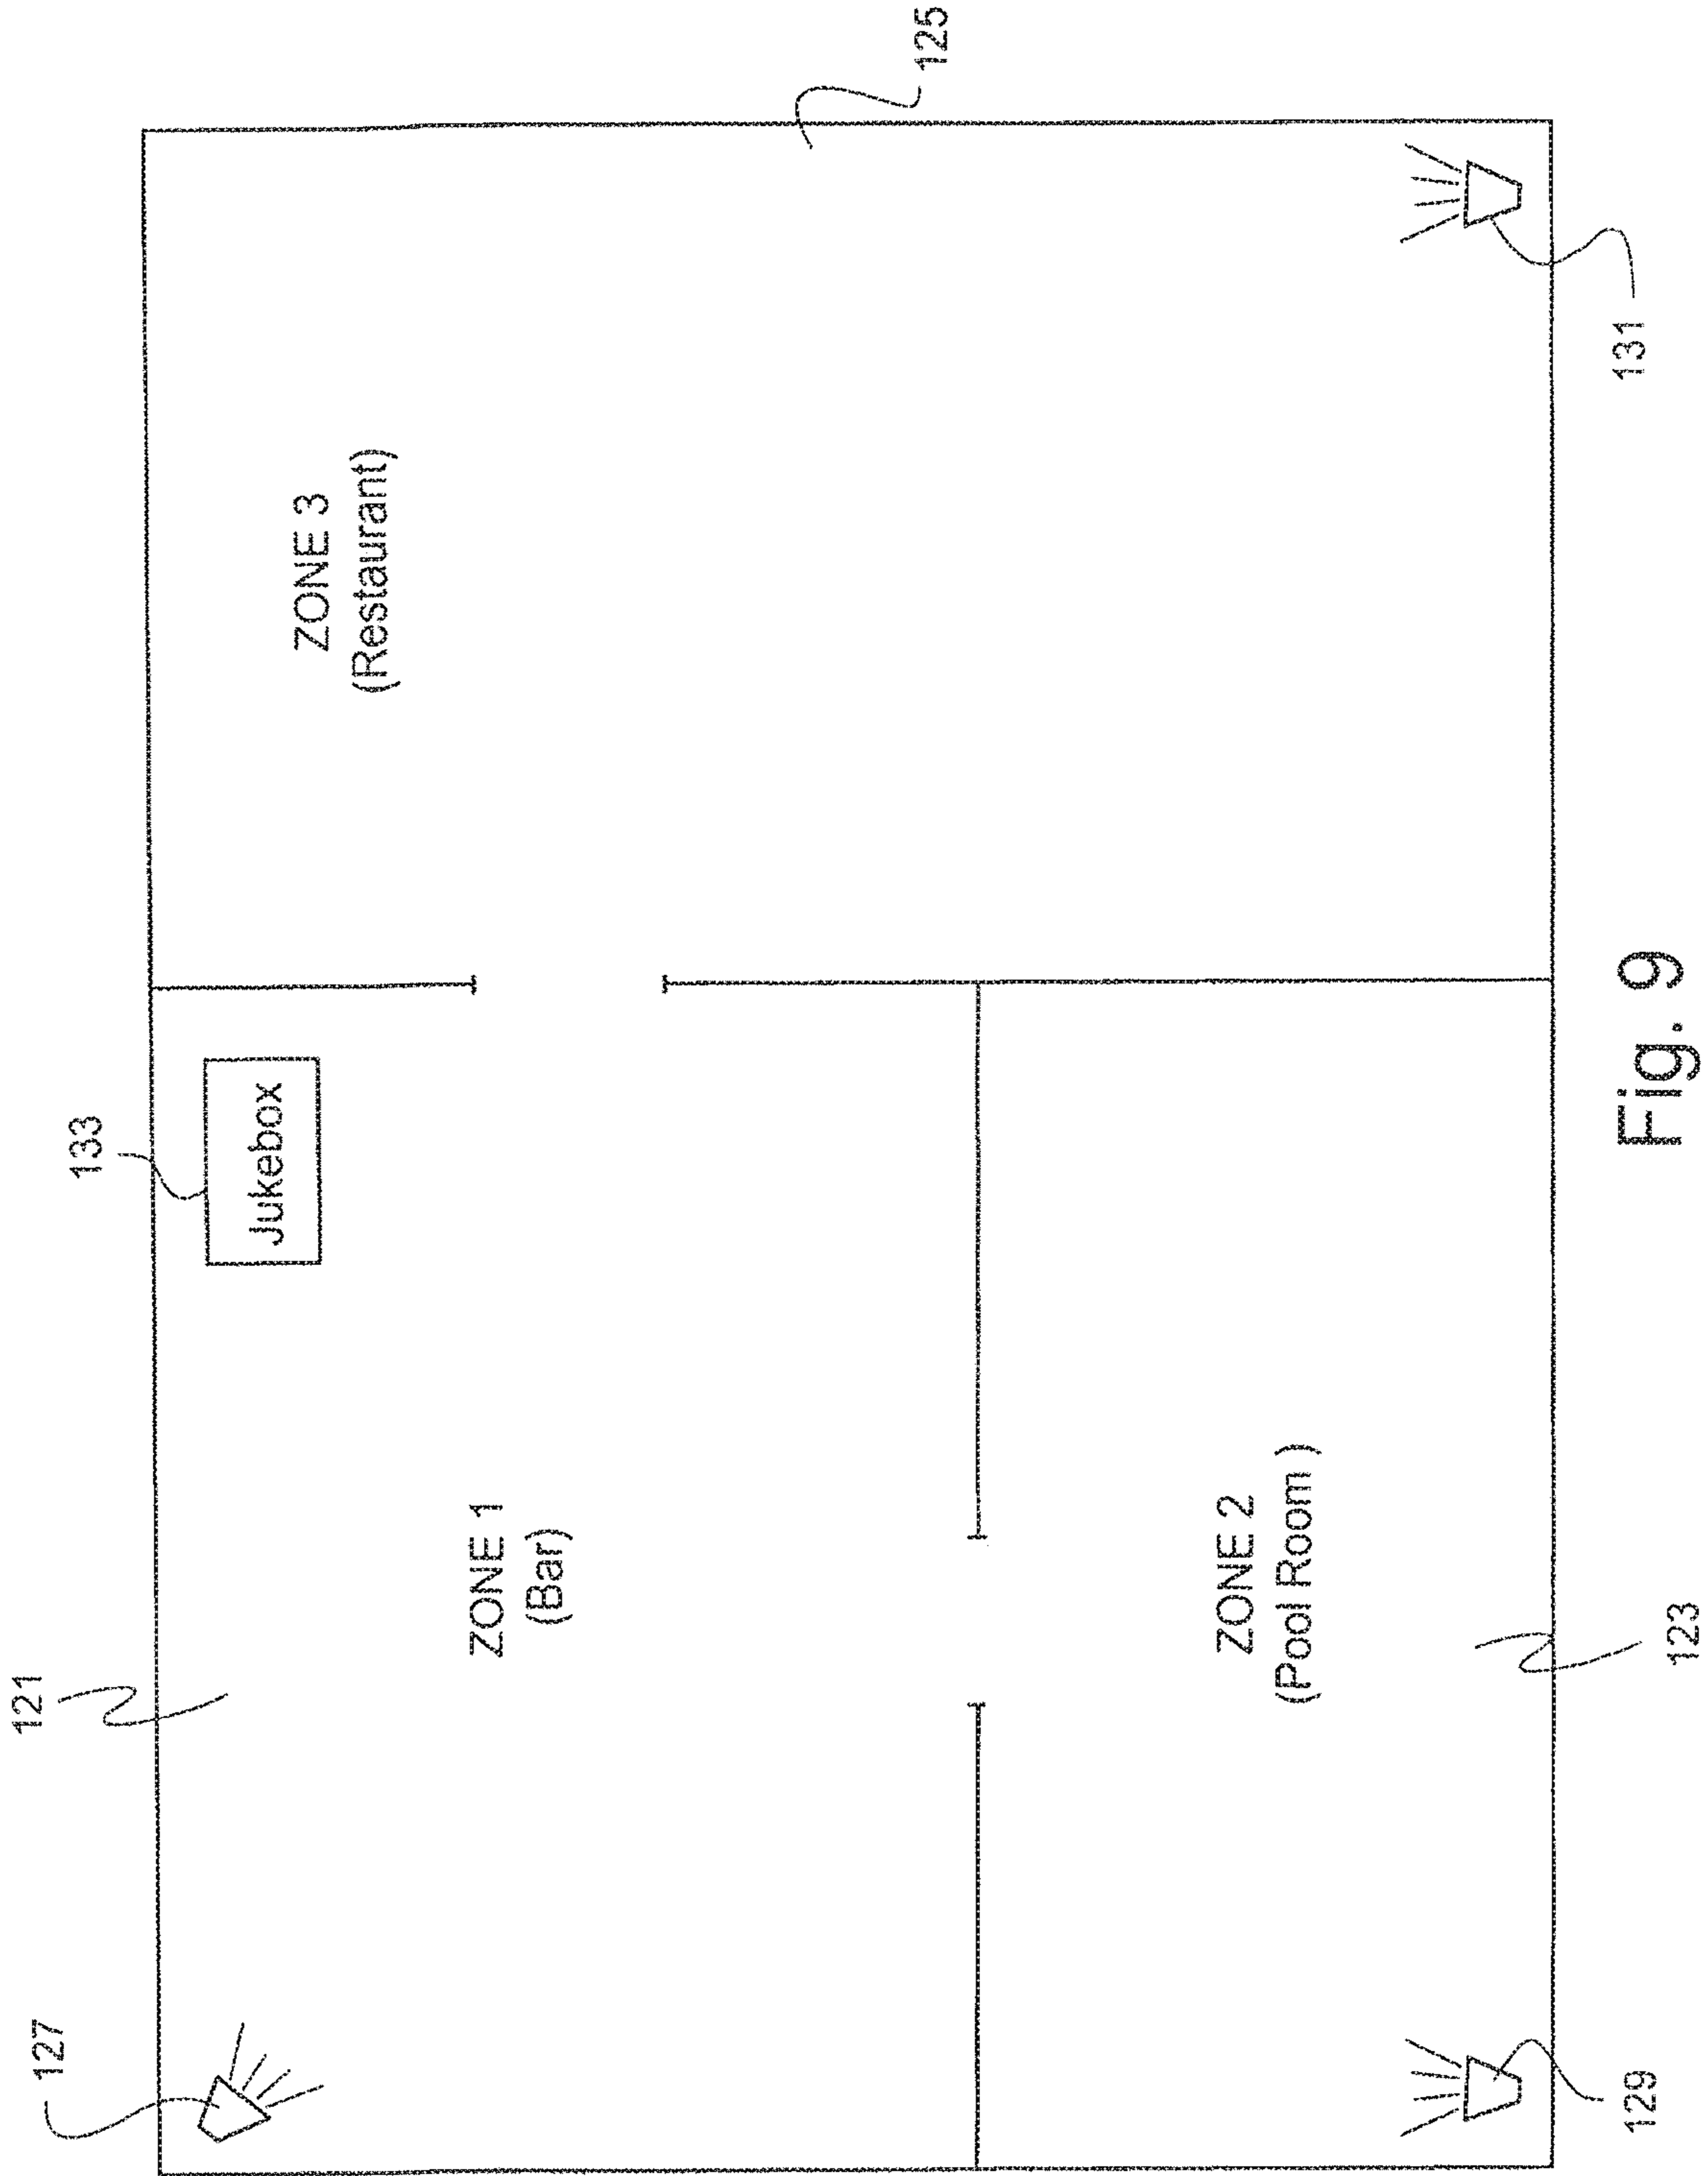 127
121
133
Jukebox
ZONE 1
(Bar)
ZONE 3
(Restaurant)
125
ZONE 2
(Pool Room )
129
123
131
Fig. 9